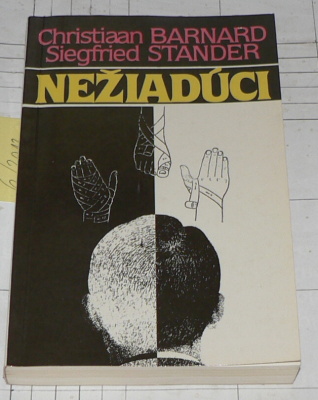 Christiaan BARNARD
Siegfried STANDER
NEŽIADÚCI